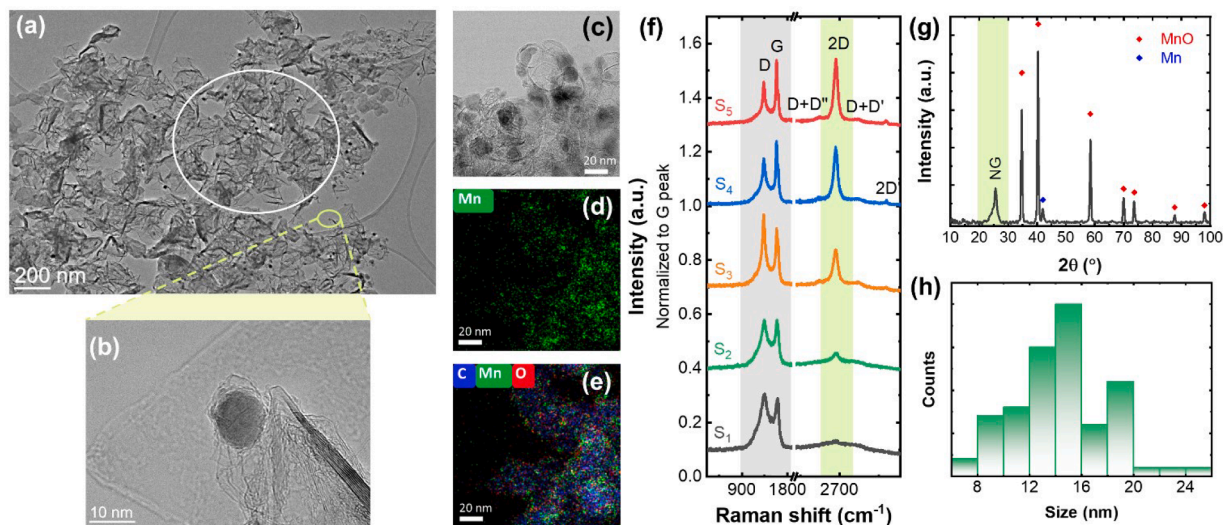 (a)
200 nm
(b)
10 nm
(c)
20 nm
Mn
(d)
20 nm
C Mn O
(e)
20 nm
(f)
Intensity (a.u.)
Normalized to G peak
1.6
1.4
1.2
1.0
0.8
0.6
0.4
0.2
0.0
D
G
2D
D+D"
D+D'
2D'
S5
S4
S3
S2
S1
900 1800 2700
Raman shift (cm-1)
(g)
MnO
Mn
NG
Intensity (a.u.)
10 20 30 40 50 60 70 80 90 100
2θ (°)
(h)
Counts
8 12 16 20 24
Size (nm)